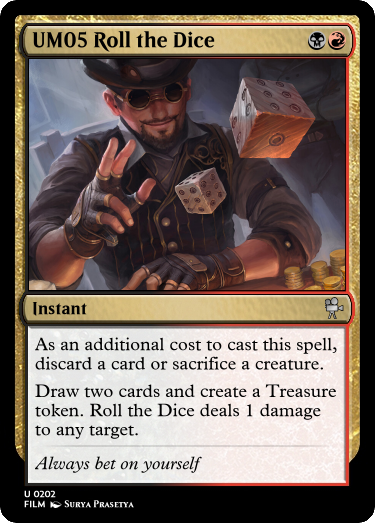 UM05 Roll the Dice
Instant
As an additional cost to cast this spell,
discard a card or sacrifice a creature.
Draw two cards and create a Treasure
token. Roll the Dice deals 1 damage
to any target.
Always bet on yourself
U 0202
FILM Surya Prasetya